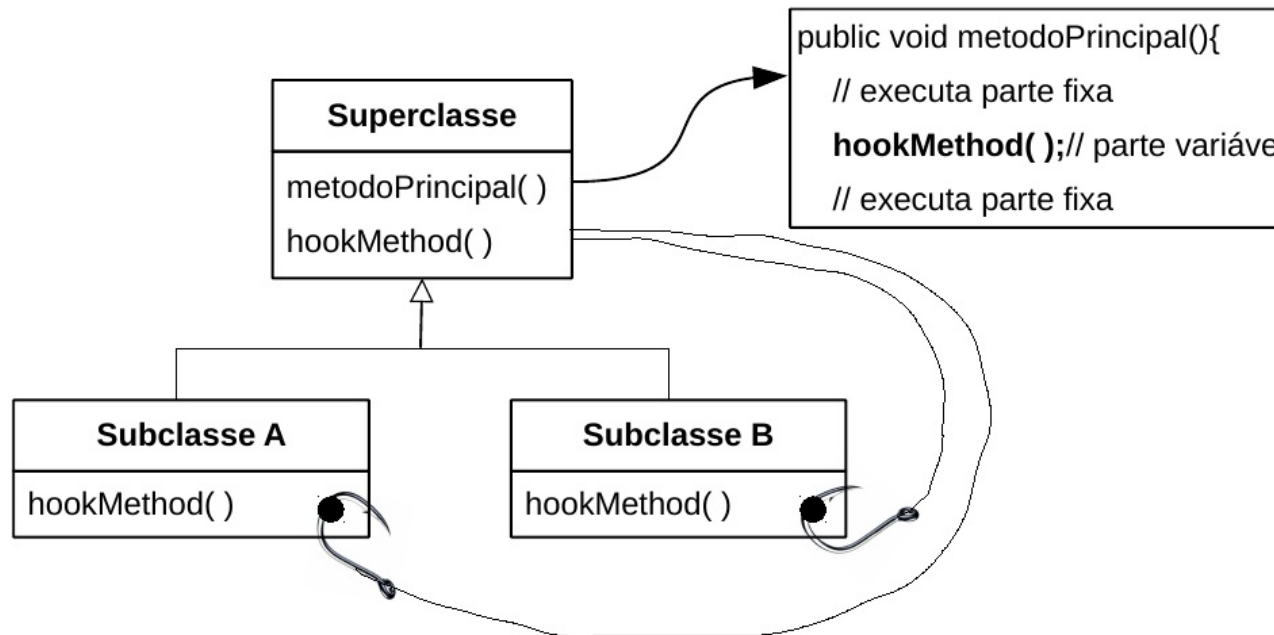 public void metodoPrincipal(){
// executa parte fixa
hookMethod( );// parte variáve
// executa parte fixa
Superclasse
metodoPrincipal( )
hookMethod( )
Subclasse A
hookMethod( )
Subclasse B
hookMethod( )